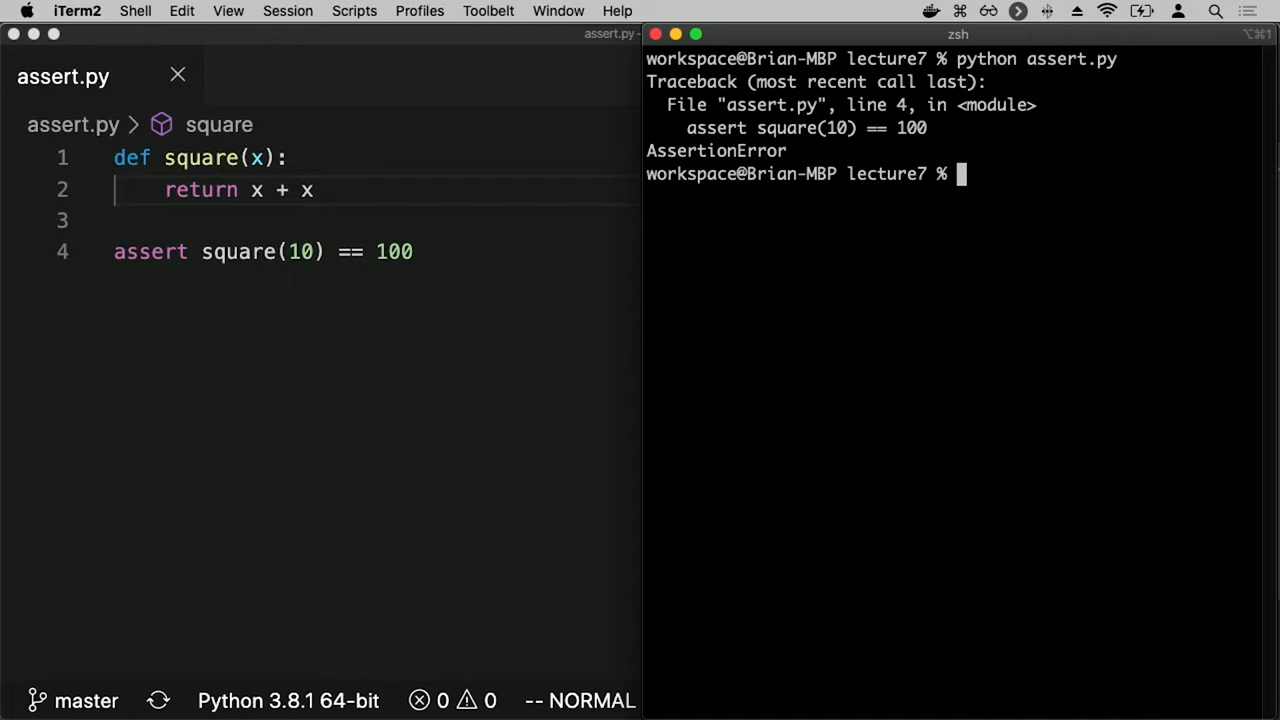 iTerm2 Shell Edit View Session Scripts Profiles Toolbelt Window Help
assert.py -
zsh
⌥⌘1
assert.py
assert.py > square
1 def square(x):
2     return x + x
3
4 assert square(10) == 100
master Python 3.8.1 64-bit 0 0 -- NORMAL
workspace@Brian-MBP lecture7 % python assert.py
Traceback (most recent call last):
  File "assert.py", line 4, in <module>
    assert square(10) == 100
AssertionError
workspace@Brian-MBP lecture7 %